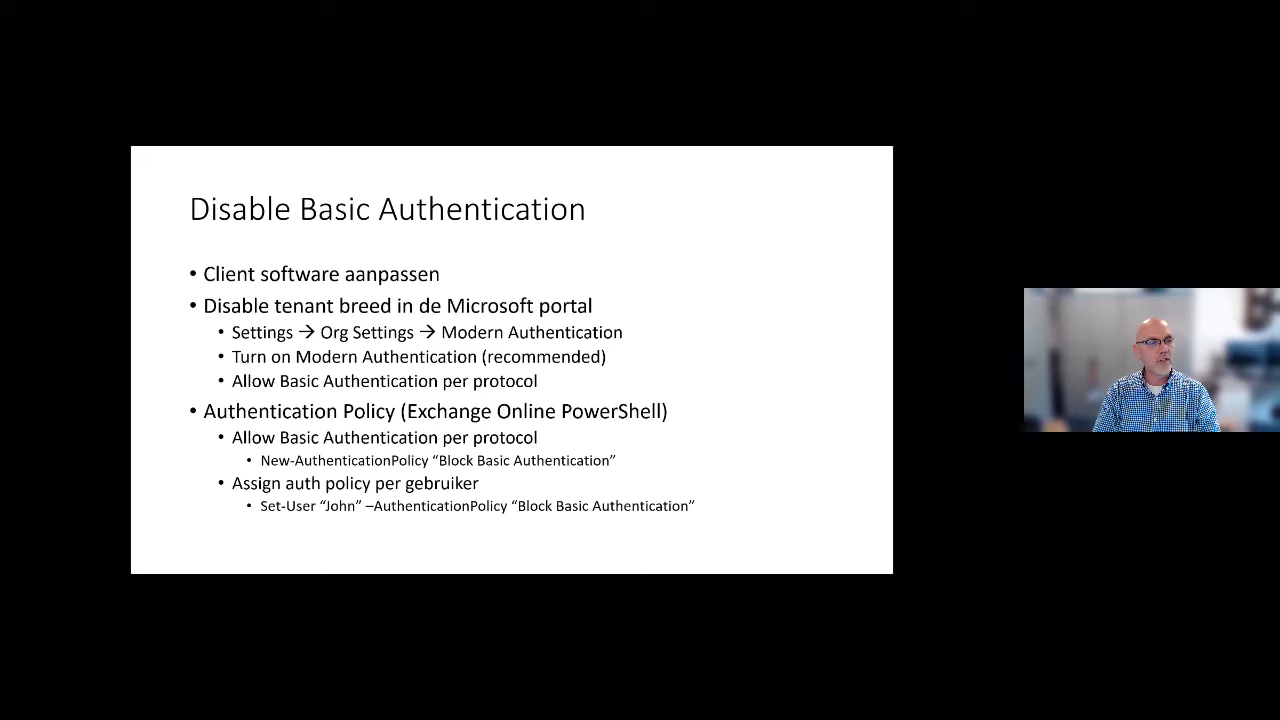 Disable Basic Authentication
• Client software aanpassen
• Disable tenant breed in de Microsoft portal
• Settings → Org Settings → Modern Authentication
• Turn on Modern Authentication (recommended)
• Allow Basic Authentication per protocol
• Authentication Policy (Exchange Online PowerShell)
• Allow Basic Authentication per protocol
• New-AuthenticationPolicy “Block Basic Authentication”
• Assign auth policy per gebruiker
• Set-User “John” –AuthenticationPolicy “Block Basic Authentication”